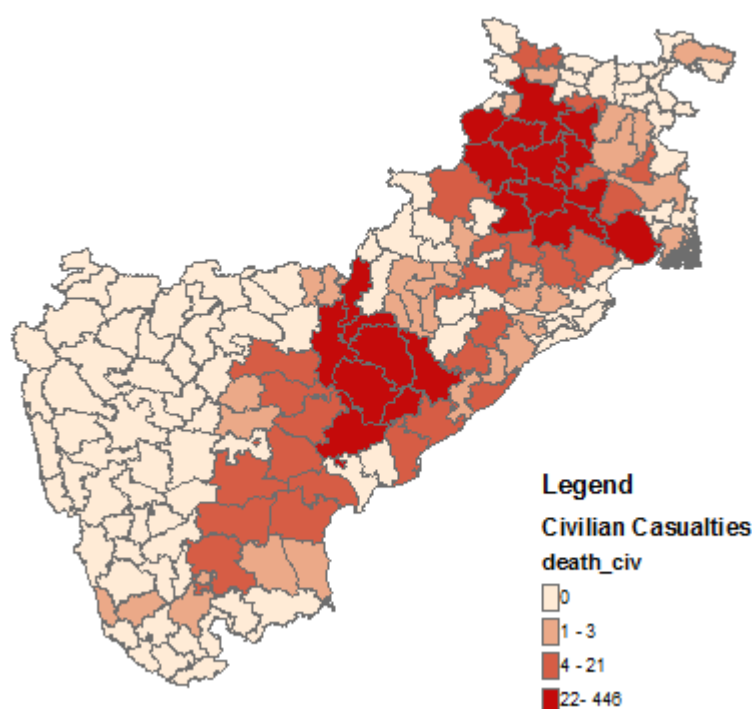 Legend
Civilian Casualties
death_civ
0
1 - 3
4 - 21
22- 446